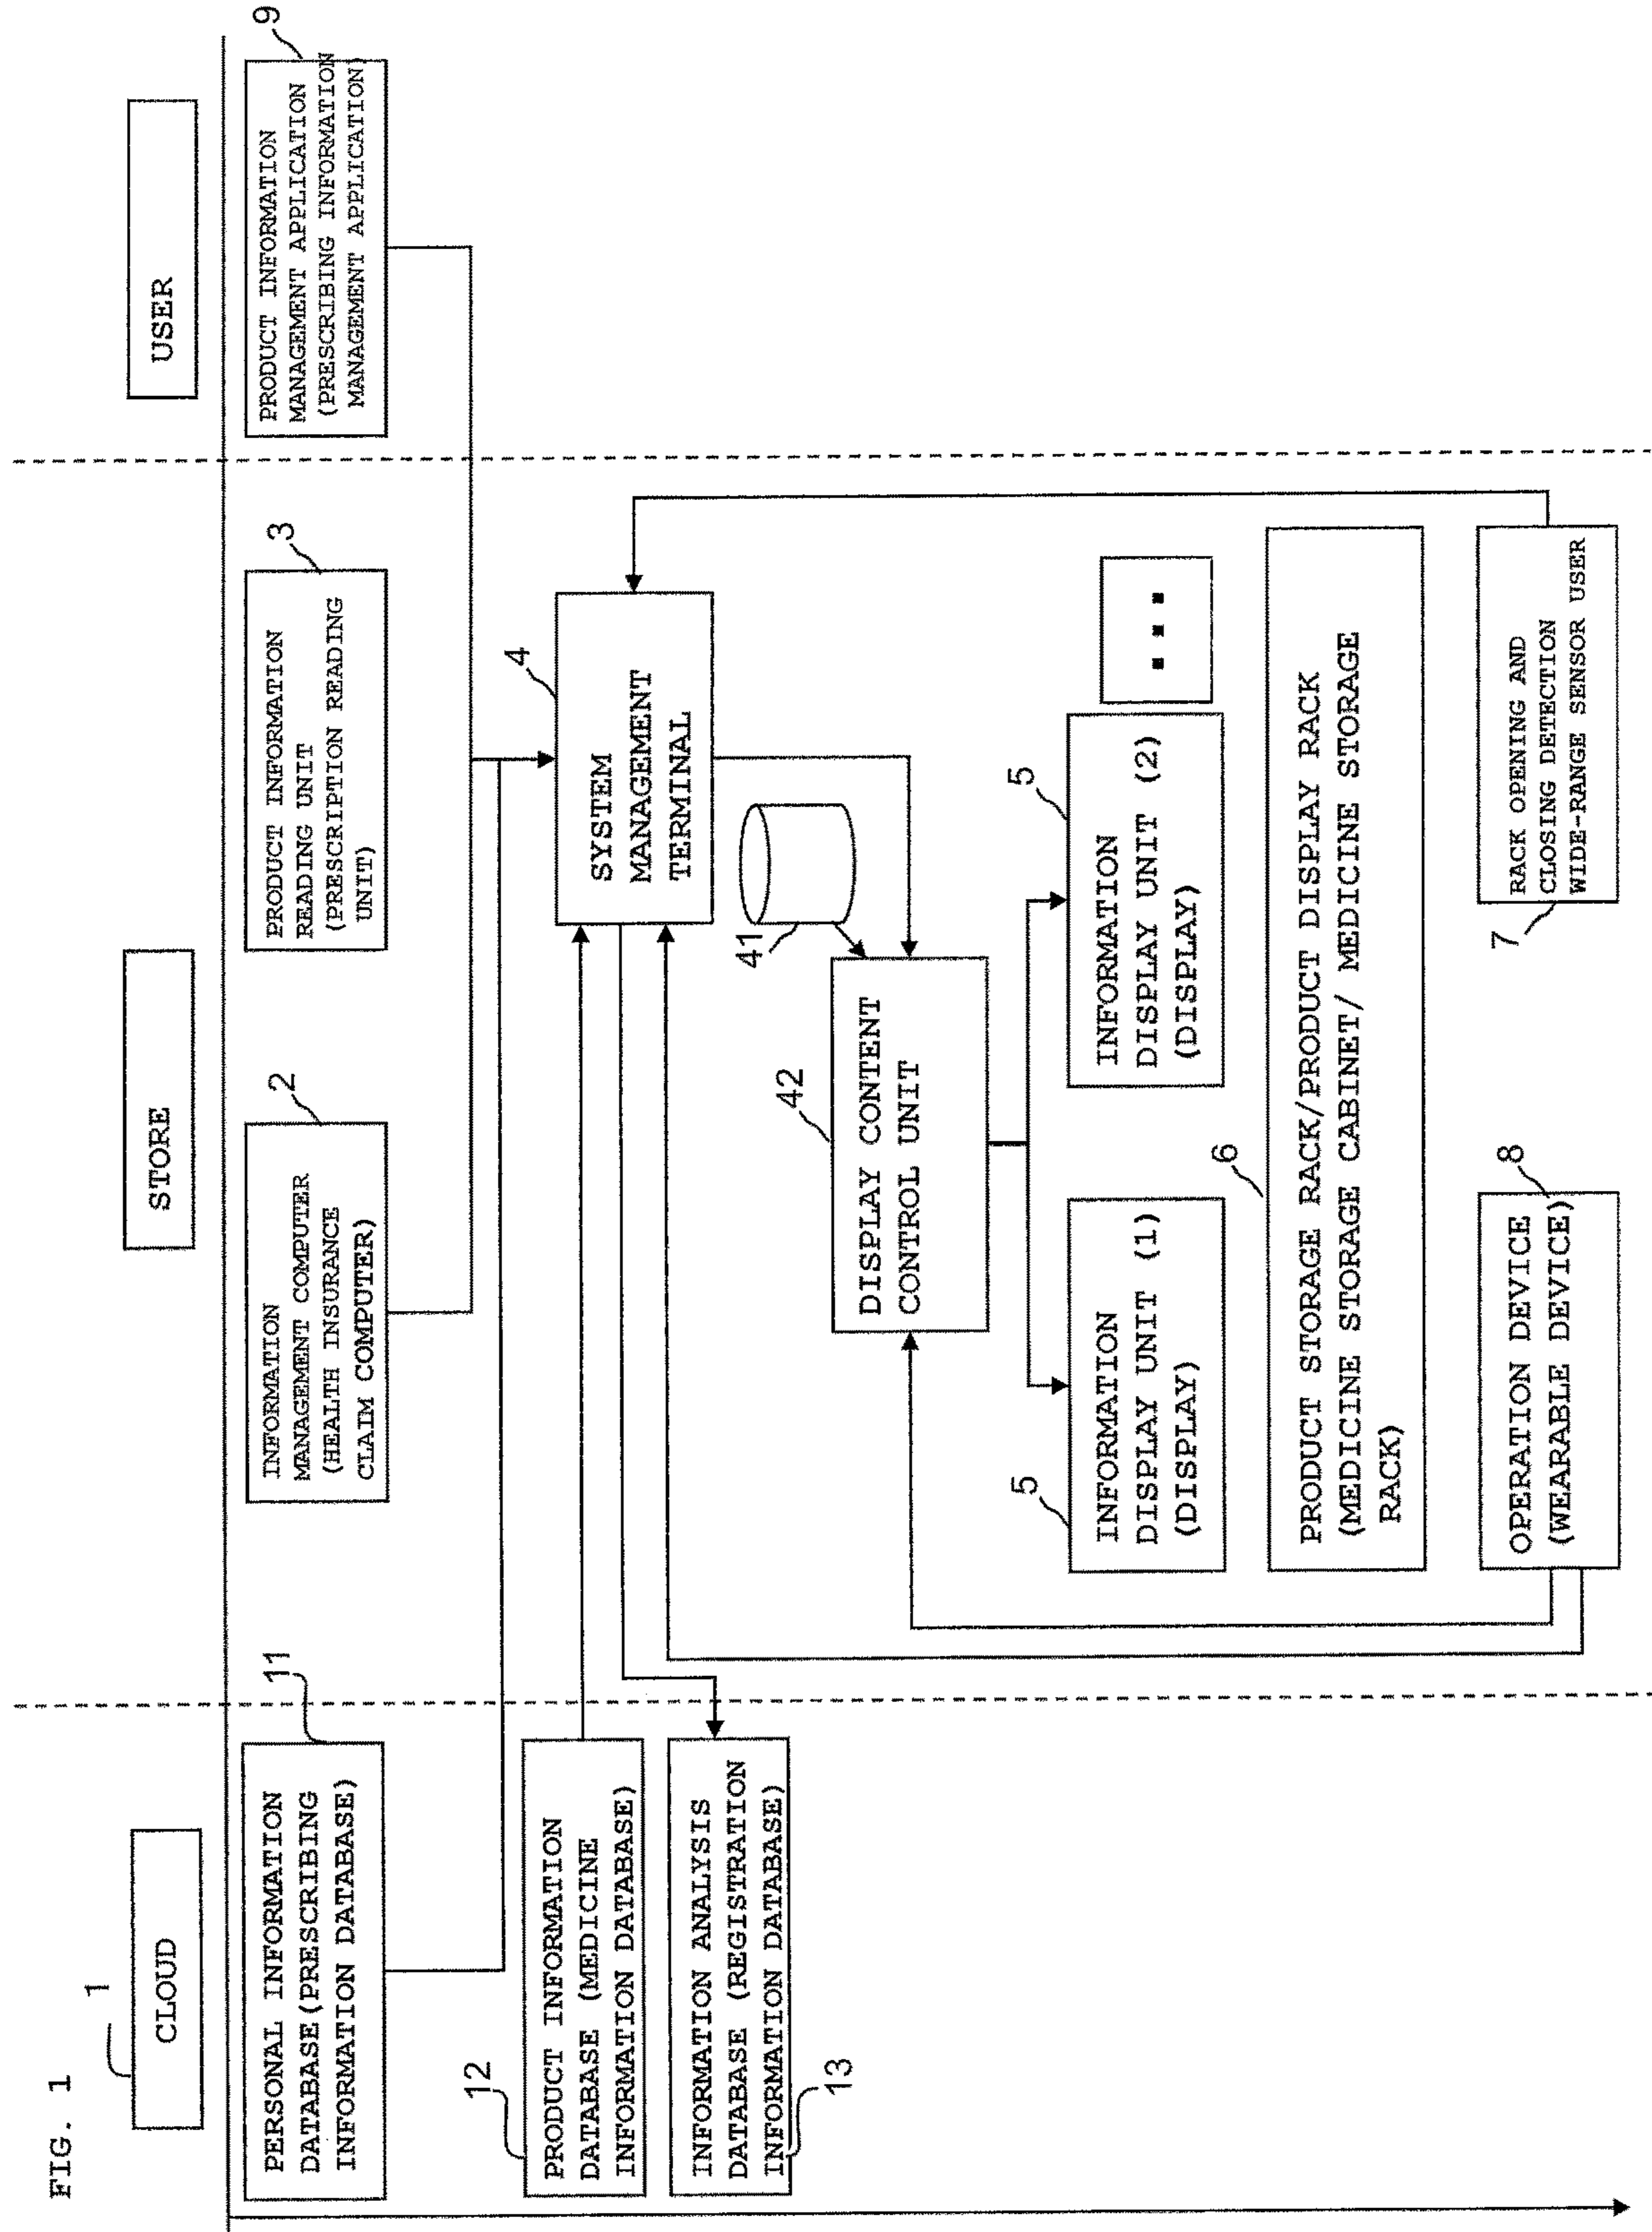 FIG. 1
1
CLOUD
STORE
USER
11
PERSONAL INFORMATION
DATABASE(PRESCRIBING
INFORMATION DATABASE)
2
INFORMATION
MANAGEMENT COMPUTER
(HEALTH INSURANCE
CLAIM COMPUTER)
3
PRODUCT INFORMATION
READING UNIT
(PRESCRIPTION READING
UNIT)
9
PRODUCT INFORMATION
MANAGEMENT APPLICATION
(PRESCRIBING INFORMATION
MANAGEMENT APPLICATION)
12
PRODUCT INFORMATION
DATABASE (MEDICINE
INFORMATION DATABASE)
4
SYSTEM
MANAGEMENT
TERMINAL
INFORMATION ANALYSIS
DATABASE (REGISTRATION
INFORMATION DATABASE)
13
41
42
DISPLAY CONTENT
CONTROL UNIT
5
INFORMATION
DISPLAY UNIT (1)
(DISPLAY)
5
INFORMATION
DISPLAY UNIT (2)
(DISPLAY)
...
6
PRODUCT STORAGE RACK/PRODUCT DISPLAY RACK
(MEDICINE STORAGE CABINET/ MEDICINE STORAGE
RACK)
8
OPERATION DEVICE
(WEARABLE DEVICE)
7
RACK OPENING AND
CLOSING DETECTION
WIDE-RANGE SENSOR USER